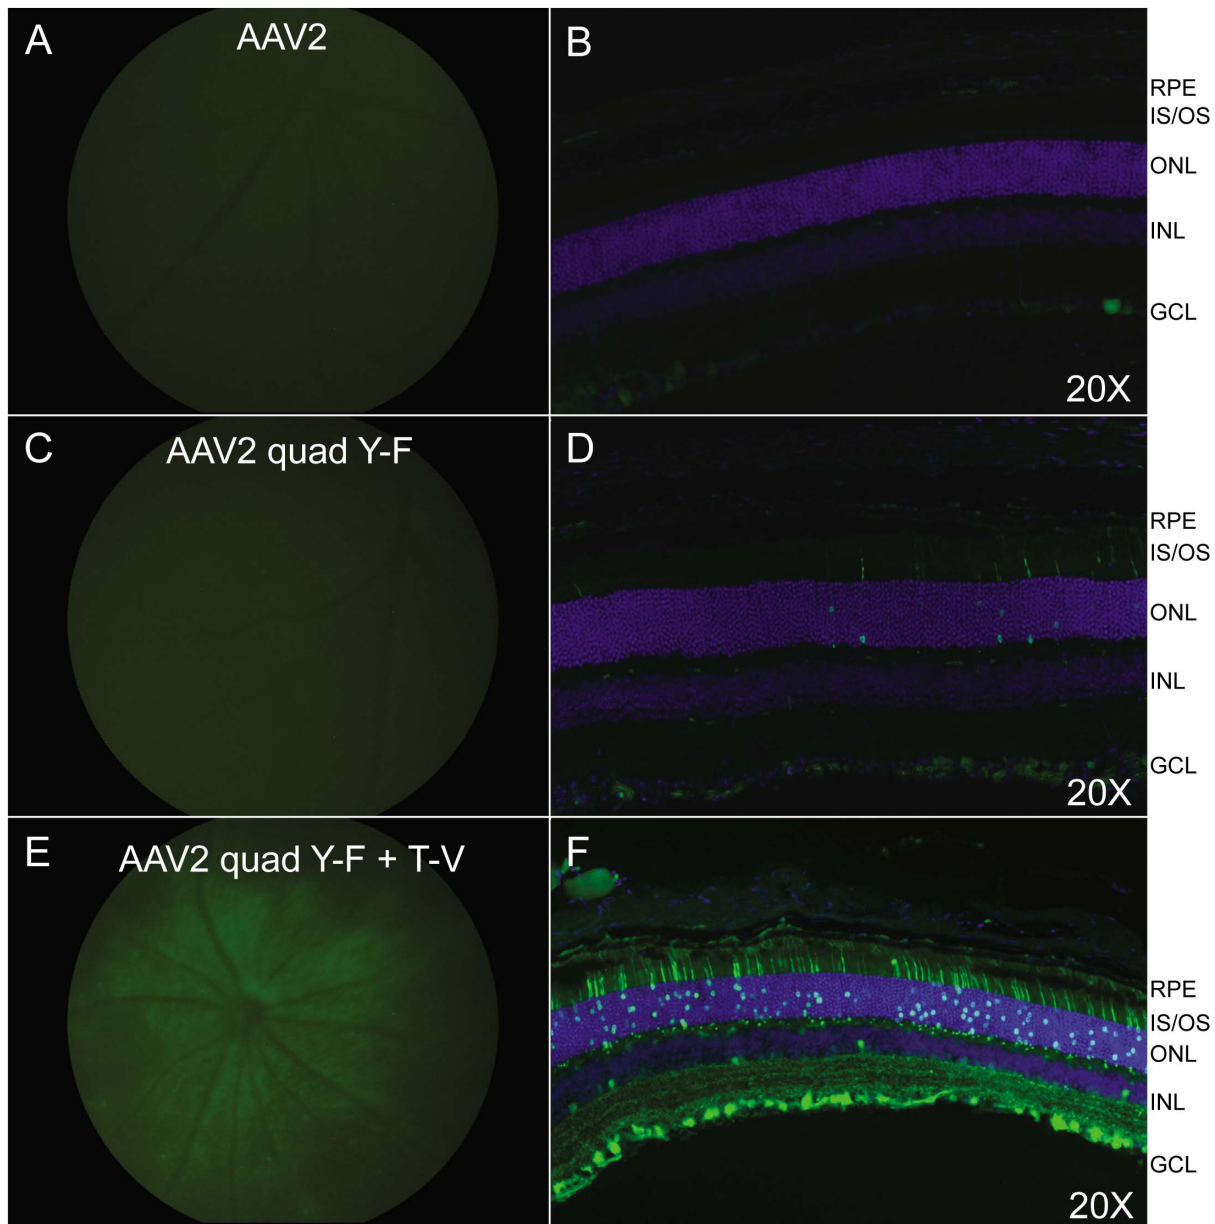 A
AAV2
B
RPE
IS/OS
ONL
INL
GCL
20X
C
AAV2 quad Y-F
D
RPE
IS/OS
ONL
INL
GCL
20X
E
AAV2 quad Y-F + T-V
F
RPE
IS/OS
ONL
INL
GCL
20X